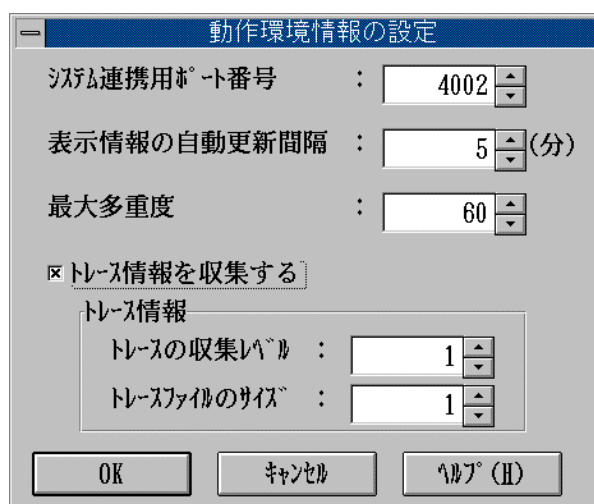 動作環境情報の設定
ｼｽﾃﾑ連携用ﾎﾟｰﾄ番号 : 4002
表示情報の自動更新間隔 : 5 (分)
最大多重度 : 60
ﾄﾚｰｽ情報を収集する
ﾄﾚｰｽ情報
ﾄﾚｰｽの収集ﾚﾍﾞﾙ : 1
ﾄﾚｰｽﾌｧｲﾙのｻｲｽﾞ : 1
OK ｷｬﾝｾﾙ ﾍﾙﾌﾟ(H)